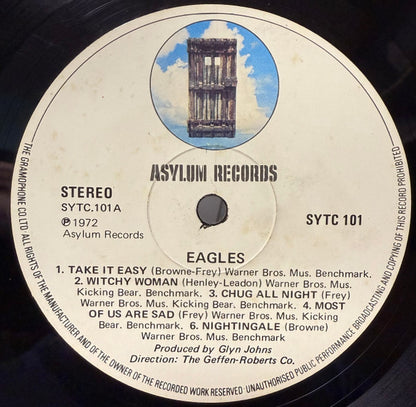 ASYLUM RECORDS
STEREO
SYTC.101A
Ⓟ 1972
Asylum Records
SYTC 101
EAGLES
1. TAKE IT EASY (Browne-Frey) Warner Bros. Mus. Benchmark.
2. WITCHY WOMAN (Henley-Leadon) Warner Bros. Mus.
Kicking Bear. Benchmark. 3. CHUG ALL NIGHT (Frey)
Warner Bros. Mus. Kicking Bear. Benchmark. 4. MOST
OF US ARE SAD (Frey) Warner Bros. Mus. Kicking
Bear. Benchmark. 6. NIGHTINGALE (Browne)
Warner Bros. Mus. Benchmark
Produced by Glyn Johns
Direction: The Geffen-Roberts Co.
THE GRAMOPHONE CO LTD ALL RIGHTS OF THE MANUFACTURER AND OF THE OWNER OF THE RECORDED WORK RESERVED UNAUTHORISED PUBLIC PERFORMANCE BROADCASTING AND COPYING OF THIS RECORD PROHIBITED